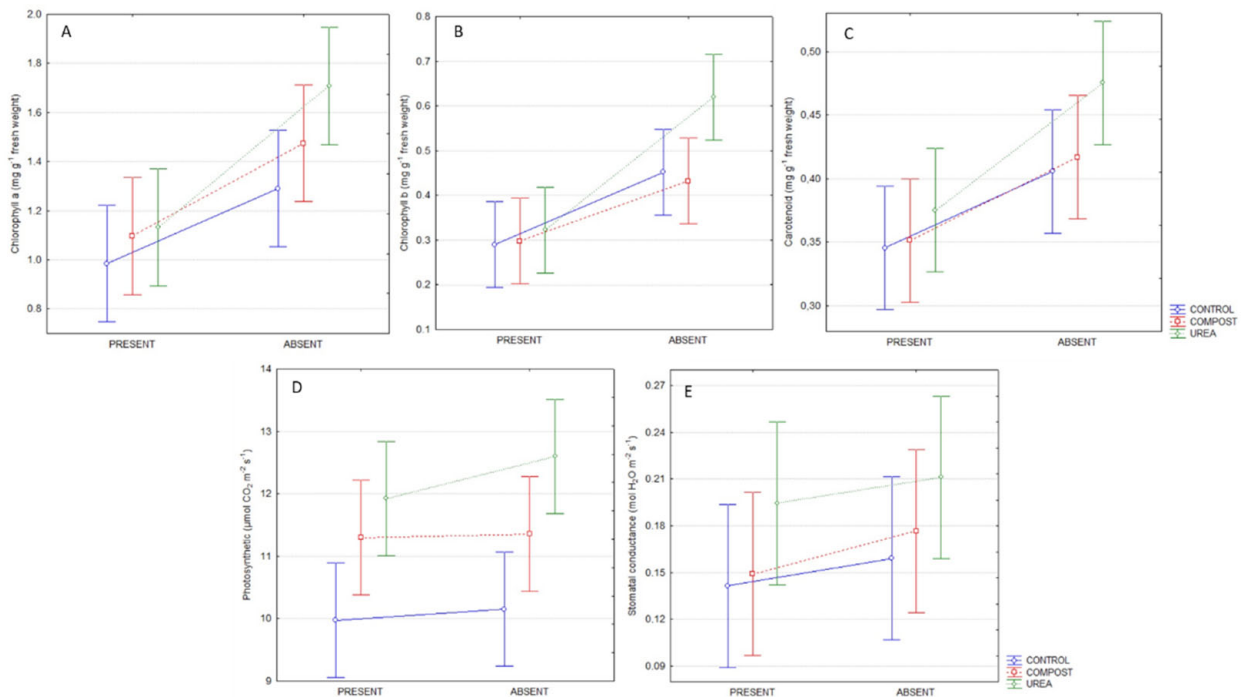 A
Chlorophyll a (mg g⁻¹ fresh weight)
2.0
1.8
1.6
1.4
1.2
1.0
0.8
PRESENT ABSENT
B
Chlorophyll b (mg g⁻¹ fresh weight)
0.8
0.7
0.6
0.5
0.4
0.3
0.2
0.1
PRESENT ABSENT
C
Carotenoid (mg g⁻¹ fresh weight)
0,50
0,45
0,40
0,35
0,30
PRESENT ABSENT
CONTROL
COMPOST
UREA
D
Photosynthetic (µmol CO₂ m⁻² s⁻¹)
14
13
12
11
10
9
PRESENT ABSENT
E
Stomatal conductance (mol H₂O m⁻² s⁻¹)
0.27
0.24
0.21
0.18
0.15
0.12
0.09
PRESENT ABSENT
CONTROL
COMPOST
UREA